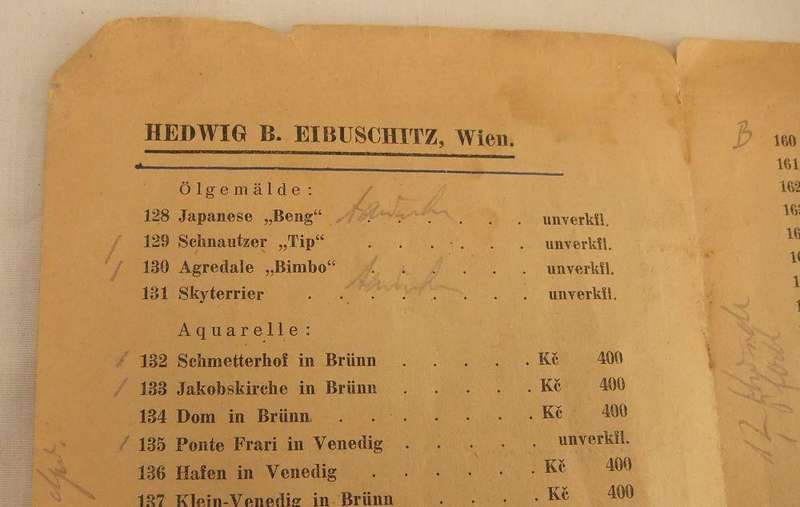 HEDWIG B. EIBUSCHITZ, Wien.
Ölgemälde:
128 Japanese „Beng“ . . . . unverkfl.
129 Schnautzer „Tip“ . . . . . . unverkfl.
130 Agredale „Bimbo“ . . . . . . unverkfl.
131 Skyterrier . . . . . . . . unverkfl.
Aquarelle:
132 Schmetterhof in Brünn . . . . . Kč 400
133 Jakobskirche in Brünn . . . . . Kč 400
134 Dom in Brünn . . . . . . . Kč 400
135 Ponte Frari in Venedig . . . . . unverkfl.
136 Hafen in Venedig . . . . . . Kč 400
137 Klein-Venedig in Brünn . . . . Kč 400
B 160
161
162